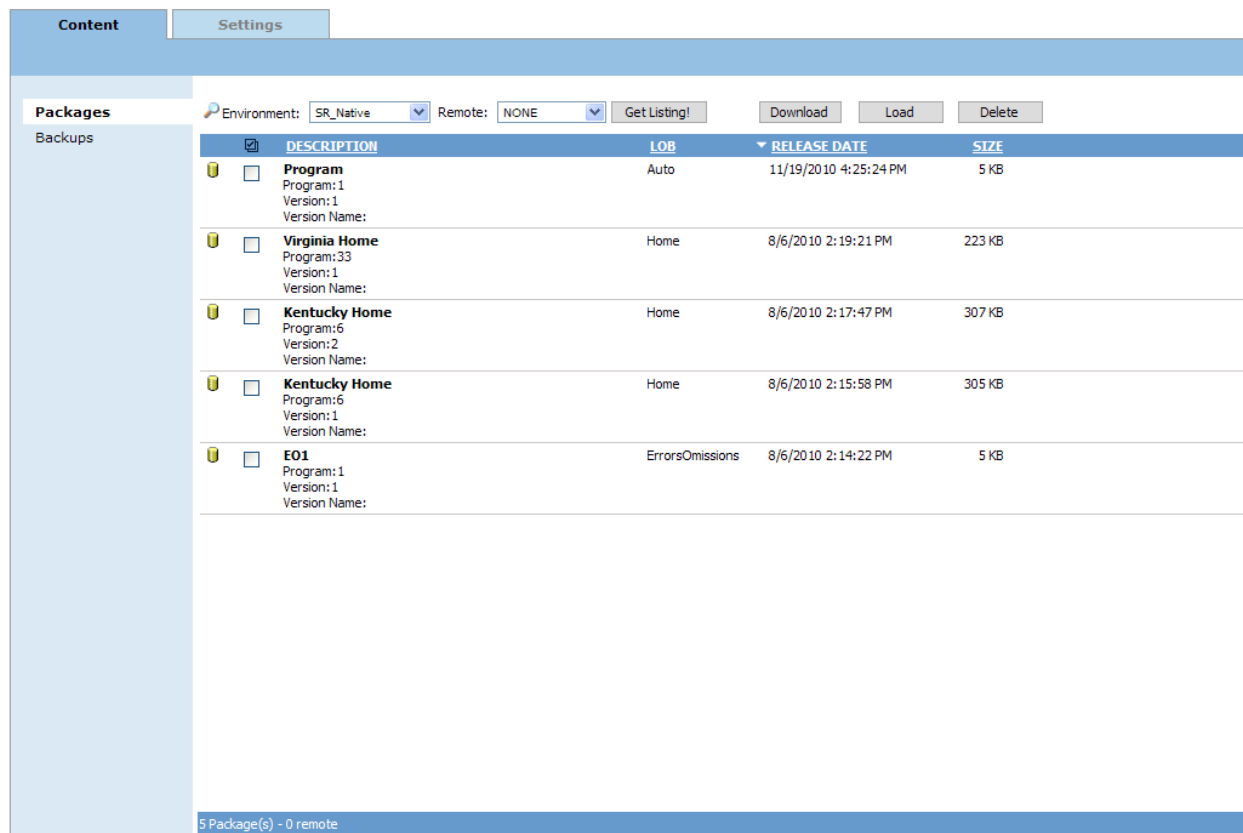 Content Settings
Packages
Backups
Environment: SR_Native Remote: NONE Get Listing! Download Load Delete
DESCRIPTION LOB RELEASE DATE SIZE
Program Auto 11/19/2010 4:25:24 PM 5 KB
Program:1
Version:1
Version Name:
Virginia Home Home 8/6/2010 2:19:21 PM 223 KB
Program:33
Version:1
Version Name:
Kentucky Home Home 8/6/2010 2:17:47 PM 307 KB
Program:6
Version:2
Version Name:
Kentucky Home Home 8/6/2010 2:15:58 PM 305 KB
Program:6
Version:1
Version Name:
EO1 ErrorsOmissions 8/6/2010 2:14:22 PM 5 KB
Program:1
Version:1
Version Name:
5 Package(s) - 0 remote